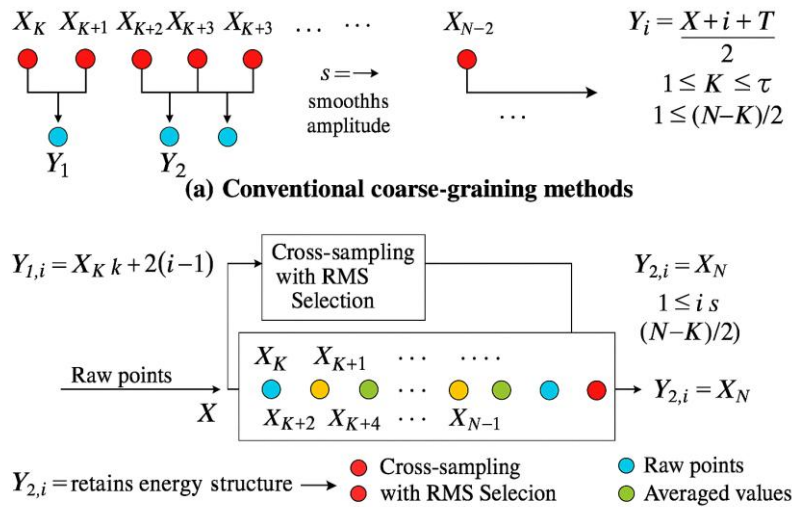 X_K X_{K+1} X_{K+2} X_{K+3} X_{K+3} ... ... X_{N-2}
Y_i = \frac{X+i+T}{2}
1 ≤ K ≤ τ
1 ≤ (N−K)/2
s = →
smoothhs
amplitude
...
Y_1 Y_2
(a) Conventional coarse-graining methods
Y_{1,i} = X_K k + 2(i−1)
Cross-sampling
with RMS
Selection
Y_{2,i} = X_N
1 ≤ i s
(N−K)/2)
Raw points
X
X_K X_{K+1} ... ....
...
X_{K+2} X_{K+4} ... X_{N−1}
Y_{2,i} = X_N
Y_{2,i} = retains energy structure →
Cross-sampling
with RMS Selecion
Raw points
Averaged values